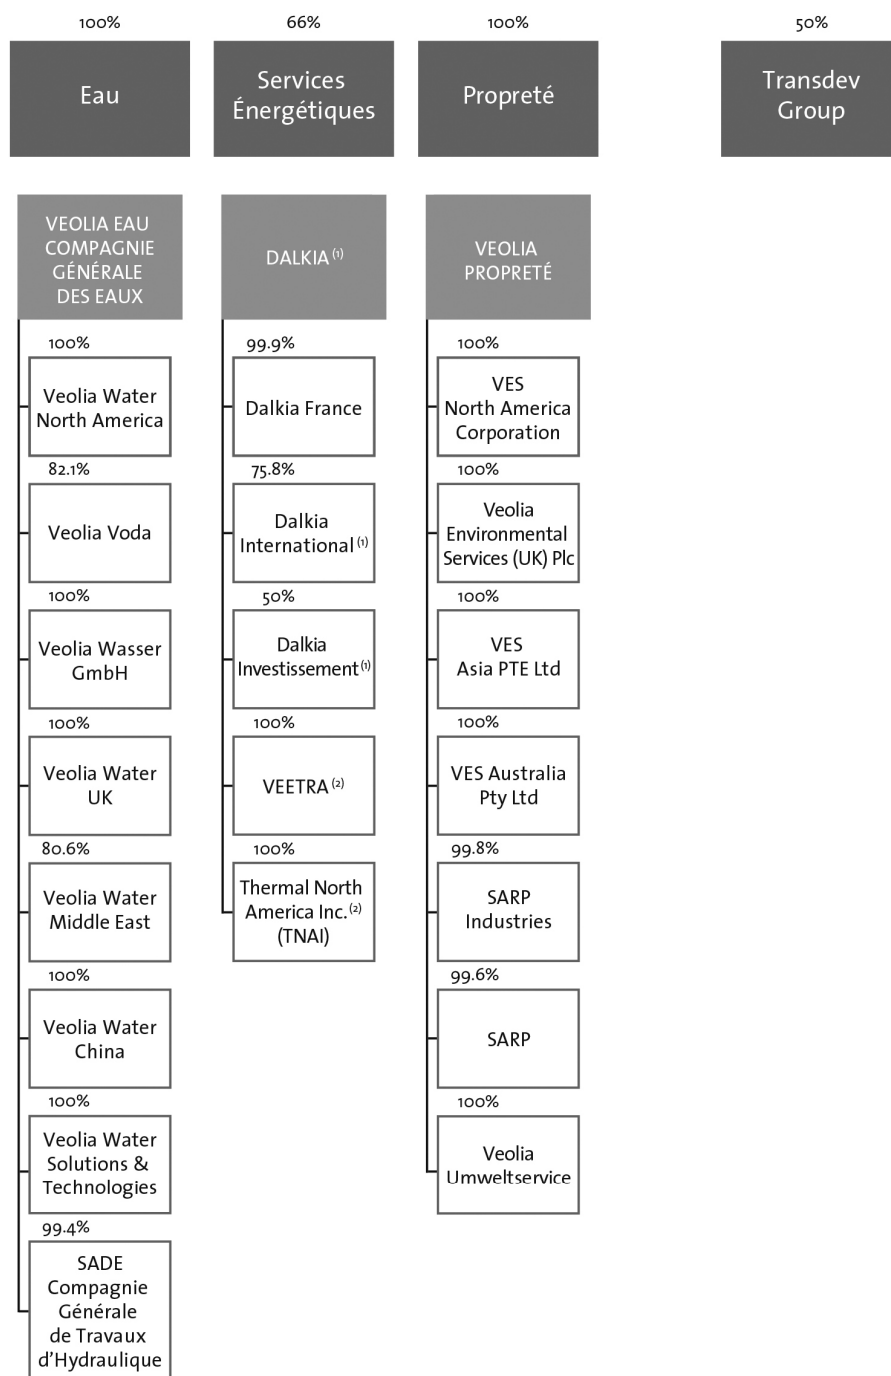 100%
Eau
66%
Services
Énergétiques
100%
Propreté
50%
Transdev
Group
VEOLIA EAU
COMPAGNIE
GÉNÉRALE
DES EAUX
100%
Veolia Water
North America
82.1%
Veolia Voda
100%
Veolia Wasser
GmbH
100%
Veolia Water
UK
80.6%
Veolia Water
Middle East
100%
Veolia Water
China
100%
Veolia Water
Solutions &
Technologies
99.4%
SADE
Compagnie
Générale
de Travaux
d'Hydraulique
DALKIA (1)
99.9%
Dalkia France
75.8%
Dalkia
International (1)
50%
Dalkia
Investissement (1)
100%
VEETRA (2)
100%
Thermal North
America Inc. (2)
(TNAI)
VEOLIA
PROPRETÉ
100%
VES
North America
Corporation
100%
Veolia
Environmental
Services (UK) Plc
100%
VES
Asia PTE Ltd
100%
VES Australia
Pty Ltd
99.8%
SARP
Industries
99.6%
SARP
100%
Veolia
Umweltservice